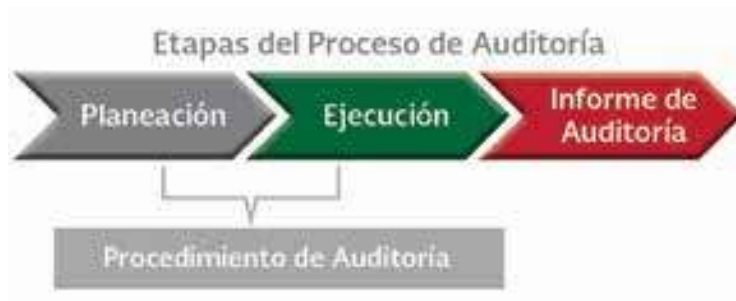 Etapas del Proceso de Auditoría
Planeación
Ejecución
Informe de
Auditoría
Procedimiento de Auditoría